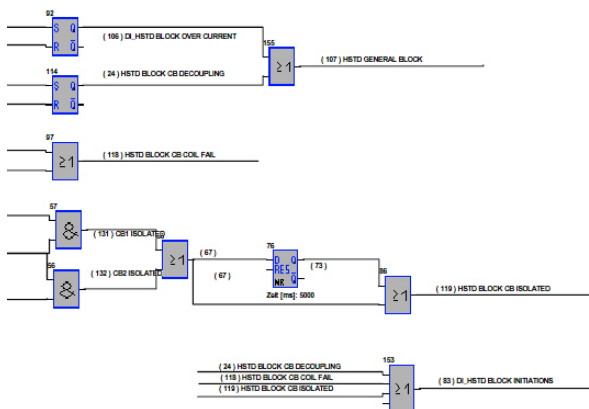 92
S Q
R Q
( 106 ) DI_HSTD BLOCK OVER CURRENT
155
≥1
( 107 ) HSTD GENERAL BLOCK
114
S Q
R Q
( 24 ) HSTD BLOCK CB DECOUPLING
97
≥1
( 118 ) HSTD BLOCK CB COIL FAIL
57
&
( 131 ) CB1 ISOLATED
56
&
( 132 ) CB2 ISOLATED
≥1
( 67 )
( 67 )
76
D Q
RES Q
NR
Zeit [ms]: 5000
( 73 )
86
≥1
( 119 ) HSTD BLOCK CB ISOLATED
( 24 ) HSTD BLOCK CB DECOUPLING
( 118 ) HSTD BLOCK CB COIL FAIL
( 119 ) HSTD BLOCK CB ISOLATED
153
≥1
( 83 ) DI_HSTD BLOCK INITIATIONS